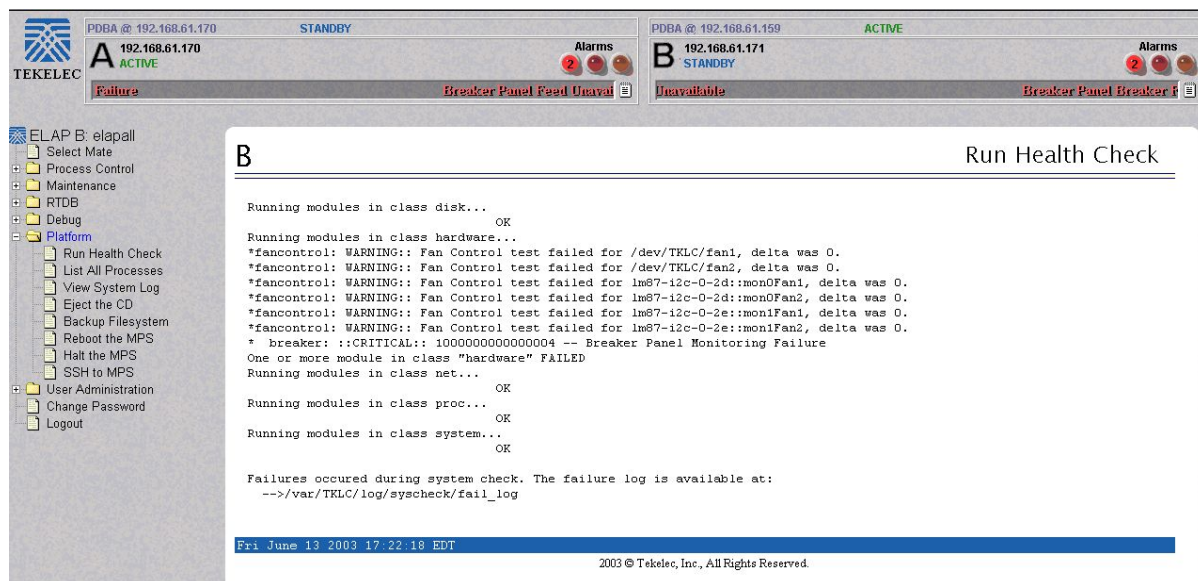 PDBA @ 192.168.61.170 STANDBY
PDBA @ 192.168.61.159 ACTIVE
TEKELEC
A 192.168.61.170
ACTIVE
Alarms
2
Failure Breaker Panel Feed Unavai
B 192.168.61.171
STANDBY
Alarms
2
Unavailable Breaker Panel Breaker F
ELAP B: elapall
Select Mate
Process Control
Maintenance
RTDB
Debug
Platform
Run Health Check
List All Processes
View System Log
Eject the CD
Backup Filesystem
Reboot the MPS
Halt the MPS
SSH to MPS
User Administration
Change Password
Logout
B Run Health Check
Running modules in class disk...
OK
Running modules in class hardware...
*fancontrol: WARNING:: Fan Control test failed for /dev/TKLC/fan1, delta was 0.
*fancontrol: WARNING:: Fan Control test failed for /dev/TKLC/fan2, delta was 0.
*fancontrol: WARNING:: Fan Control test failed for lm87-i2c-0-2d::mon0Fan1, delta was 0.
*fancontrol: WARNING:: Fan Control test failed for lm87-i2c-0-2d::mon0Fan2, delta was 0.
*fancontrol: WARNING:: Fan Control test failed for lm87-i2c-0-2e::mon1Fan1, delta was 0.
*fancontrol: WARNING:: Fan Control test failed for lm87-i2c-0-2e::mon1Fan2, delta was 0.
* breaker: ::CRITICAL:: 1000000000000004 -- Breaker Panel Monitoring Failure
One or more module in class "hardware" FAILED
Running modules in class net...
OK
Running modules in class proc...
OK
Running modules in class system...
OK
Failures occured during system check. The failure log is available at:
-->/var/TKLC/log/syscheck/fail_log
Fri June 13 2003 17:22:18 EDT
2003 © Tekelec, Inc., All Rights Reserved.